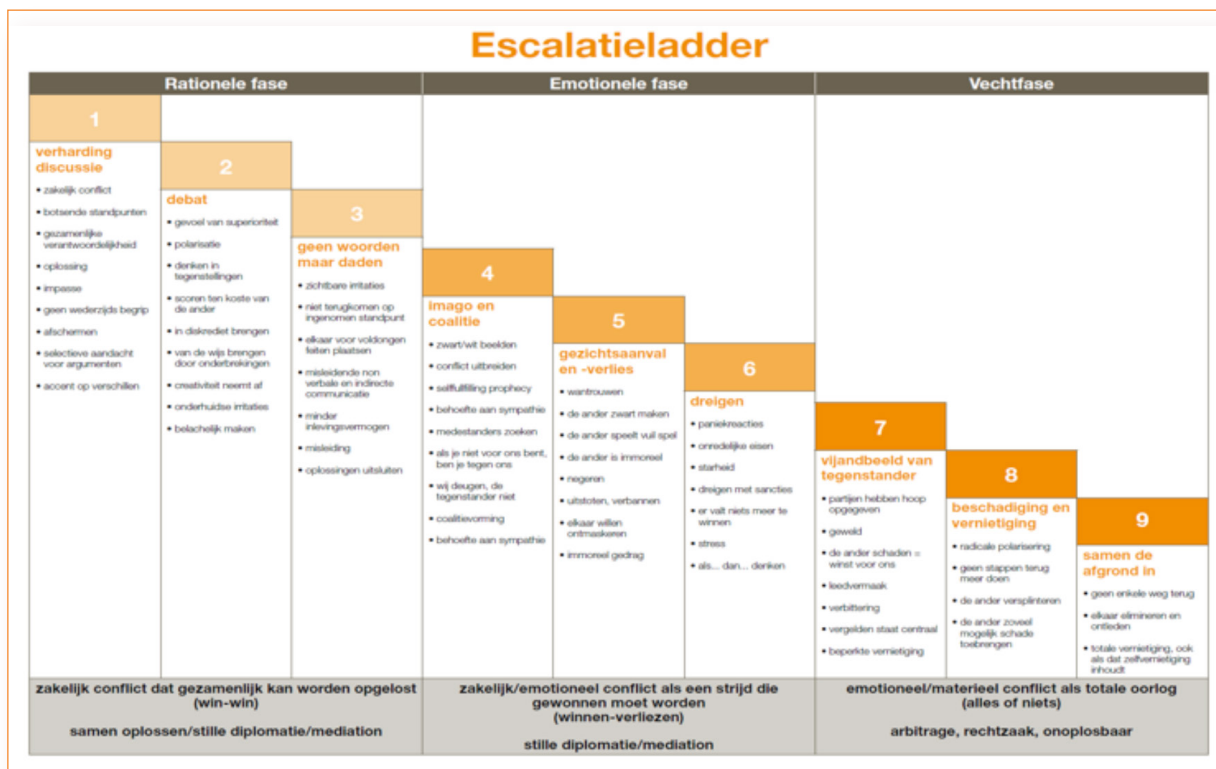 Escalatieladder
Rationele fase
Emotionele fase
Vechtfase
1
verharding
discussie
• zakelijk conflict
• botsende standpunten
• gezamenlijke
verantwoordelijkheid
• oplossing
• impasse
• geen wederzijds begrip
• afschermen
• selectieve aandacht
voor argumenten
• accent op verschillen
2
debat
• gevoel van superioriteit
• polarisatie
• denken in
tegenstellingen
• scoren ten koste van
de ander
• in diskrediet brengen
• van de wijs brengen
door onderbrekingen
• creativiteit neemt af
• onderhuidse irritaties
• belachelijk maken
3
geen woorden
maar daden
• zichtbare irritaties
• niet terugkomen op
ingenomen standpunt
• elkaar voor voldongen
feiten plaatsen
• misleidende non
verbale en indirecte
communicatie
• minder
inlevingsvermogen
• misleiding
• oplossingen uitsluiten
4
imago en
coalitie
• zwart/wit beelden
• conflict uitbreiden
• selffullfilling prophecy
• behoefte aan sympathie
• medestanders zoeken
• als je niet voor ons bent,
ben je tegen ons
• wij deugen, de
tegenstander niet
• coalitievorming
• behoefte aan sympathie
5
gezichtsaanval
en -verlies
• wantrouwen
• de ander zwart maken
• de ander speelt vuil spel
• de ander is immoreel
• negeren
• uitstoten, verbannen
• elkaar willen
ontmaskeren
• immoreel gedrag
6
dreigen
• paniekreacties
• onredelijke eisen
• starheid
• dreigen met sancties
• er valt niets meer te
winnen
• stress
• als... dan... denken
7
vijandbeeld van
tegenstander
• partijen hebben hoop
opgegeven
• geweld
• de ander schaden =
winst voor ons
• leedvermaak
• verbittering
• vergelden staat centraal
• beperkte vernietiging
8
beschadiging en
vernietiging
• radicale polarisering
• geen stappen terug
meer doen
• de ander versplinteren
• de ander zoveel
mogelijk schade
toebrengen
9
samen de
afgrond in
• geen enkele weg terug
• elkaar elimineren en
ontleden
• totale vernietiging, ook
als dat zelfvernietiging
inhoudt
zakelijk conflict dat gezamenlijk kan worden opgelost
(win-win)
samen oplossen/stille diplomatie/mediation
zakelijk/emotioneel conflict als een strijd die
gewonnen moet worden
(winnen-verliezen)
stille diplomatie/mediation
emotioneel/materieel conflict als totale oorlog
(alles of niets)
arbitrage, rechtzaak, onoplosbaar